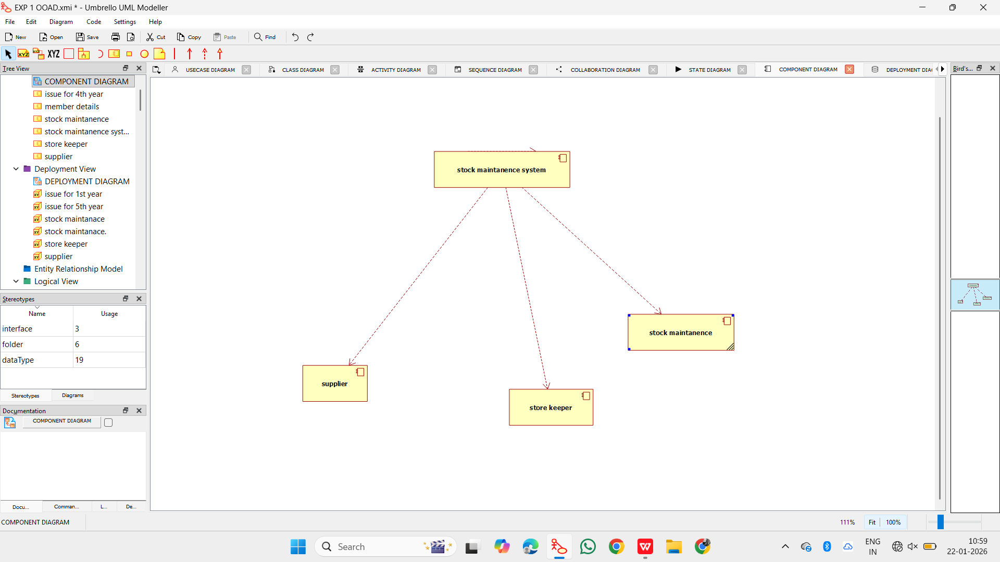 EXP 1 OOAD.xmi * - Umbrello UML Modeller
File Edit Diagram Code Settings Help
New Open Save Cut Copy Paste Find
XYZ XYZ XYZ
Tree View
USECASE DIAGRAM CLASS DIAGRAM ACTIVITY DIAGRAM SEQUENCE DIAGRAM COLLABORATION DIAGRAM STATE DIAGRAM COMPONENT DIAGRAM DEPLOYMENT DIA
Bird's...
COMPONENT DIAGRAM
issue for 4th year
member details
stock maintanence
stock maintanence syst...
store keeper
supplier
Deployment View
DEPLOYMENT DIAGRAM
issue for 1st year
issue for 5th year
stock maintanace
stock maintanace.
store keeper
supplier
Entity Relationship Model
Logical View
stock maintanence system
stock maintanence
supplier
store keeper
Stereotypes
Name Usage
interface 3
folder 6
dataType 19
Stereotypes Diagrams
Documentation
COMPONENT DIAGRAM
Docu... Comman... L... De...
COMPONENT DIAGRAM
111% Fit 100%
Search
ENG
IN
10:59
22-01-2026